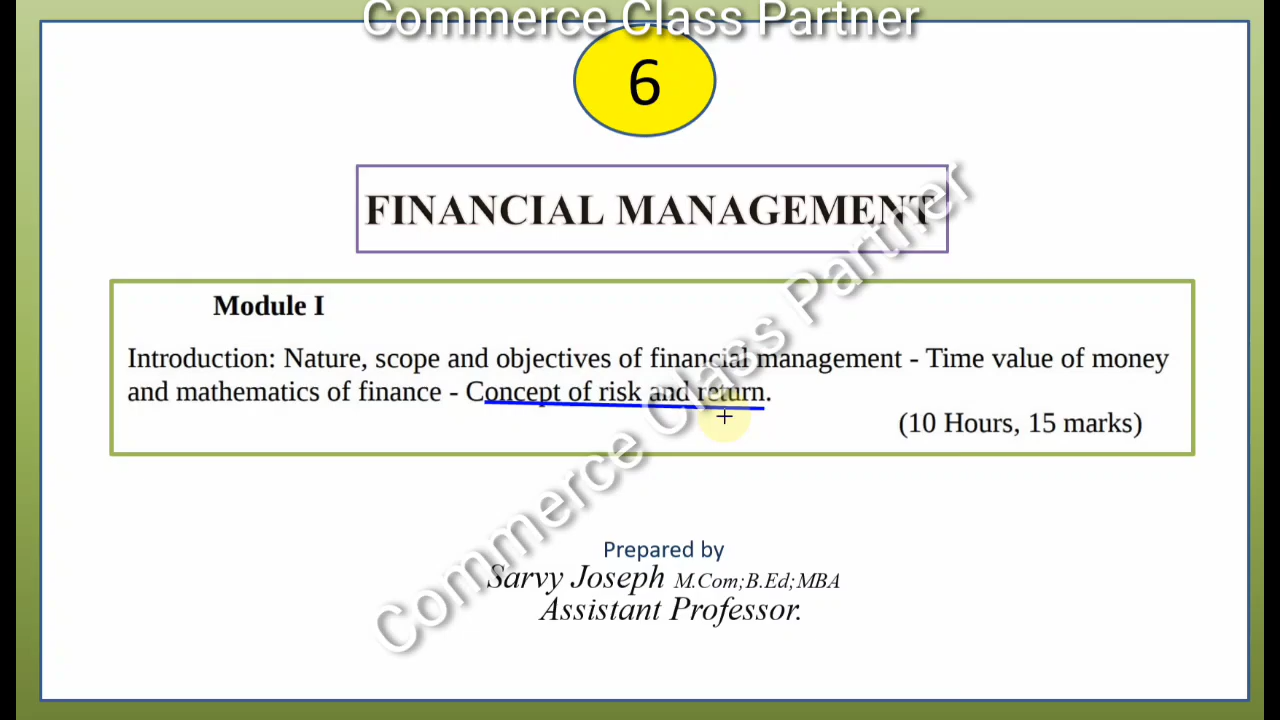 Commerce Class Partner
6
FINANCIAL MANAGEMENT
Module I
Introduction: Nature, scope and objectives of financial management - Time value of money
and mathematics of finance - Concept of risk and return.
(10 Hours, 15 marks)
Commerce Class Partner
Prepared by
Sarvy Joseph M.Com;B.Ed;MBA
Assistant Professor.